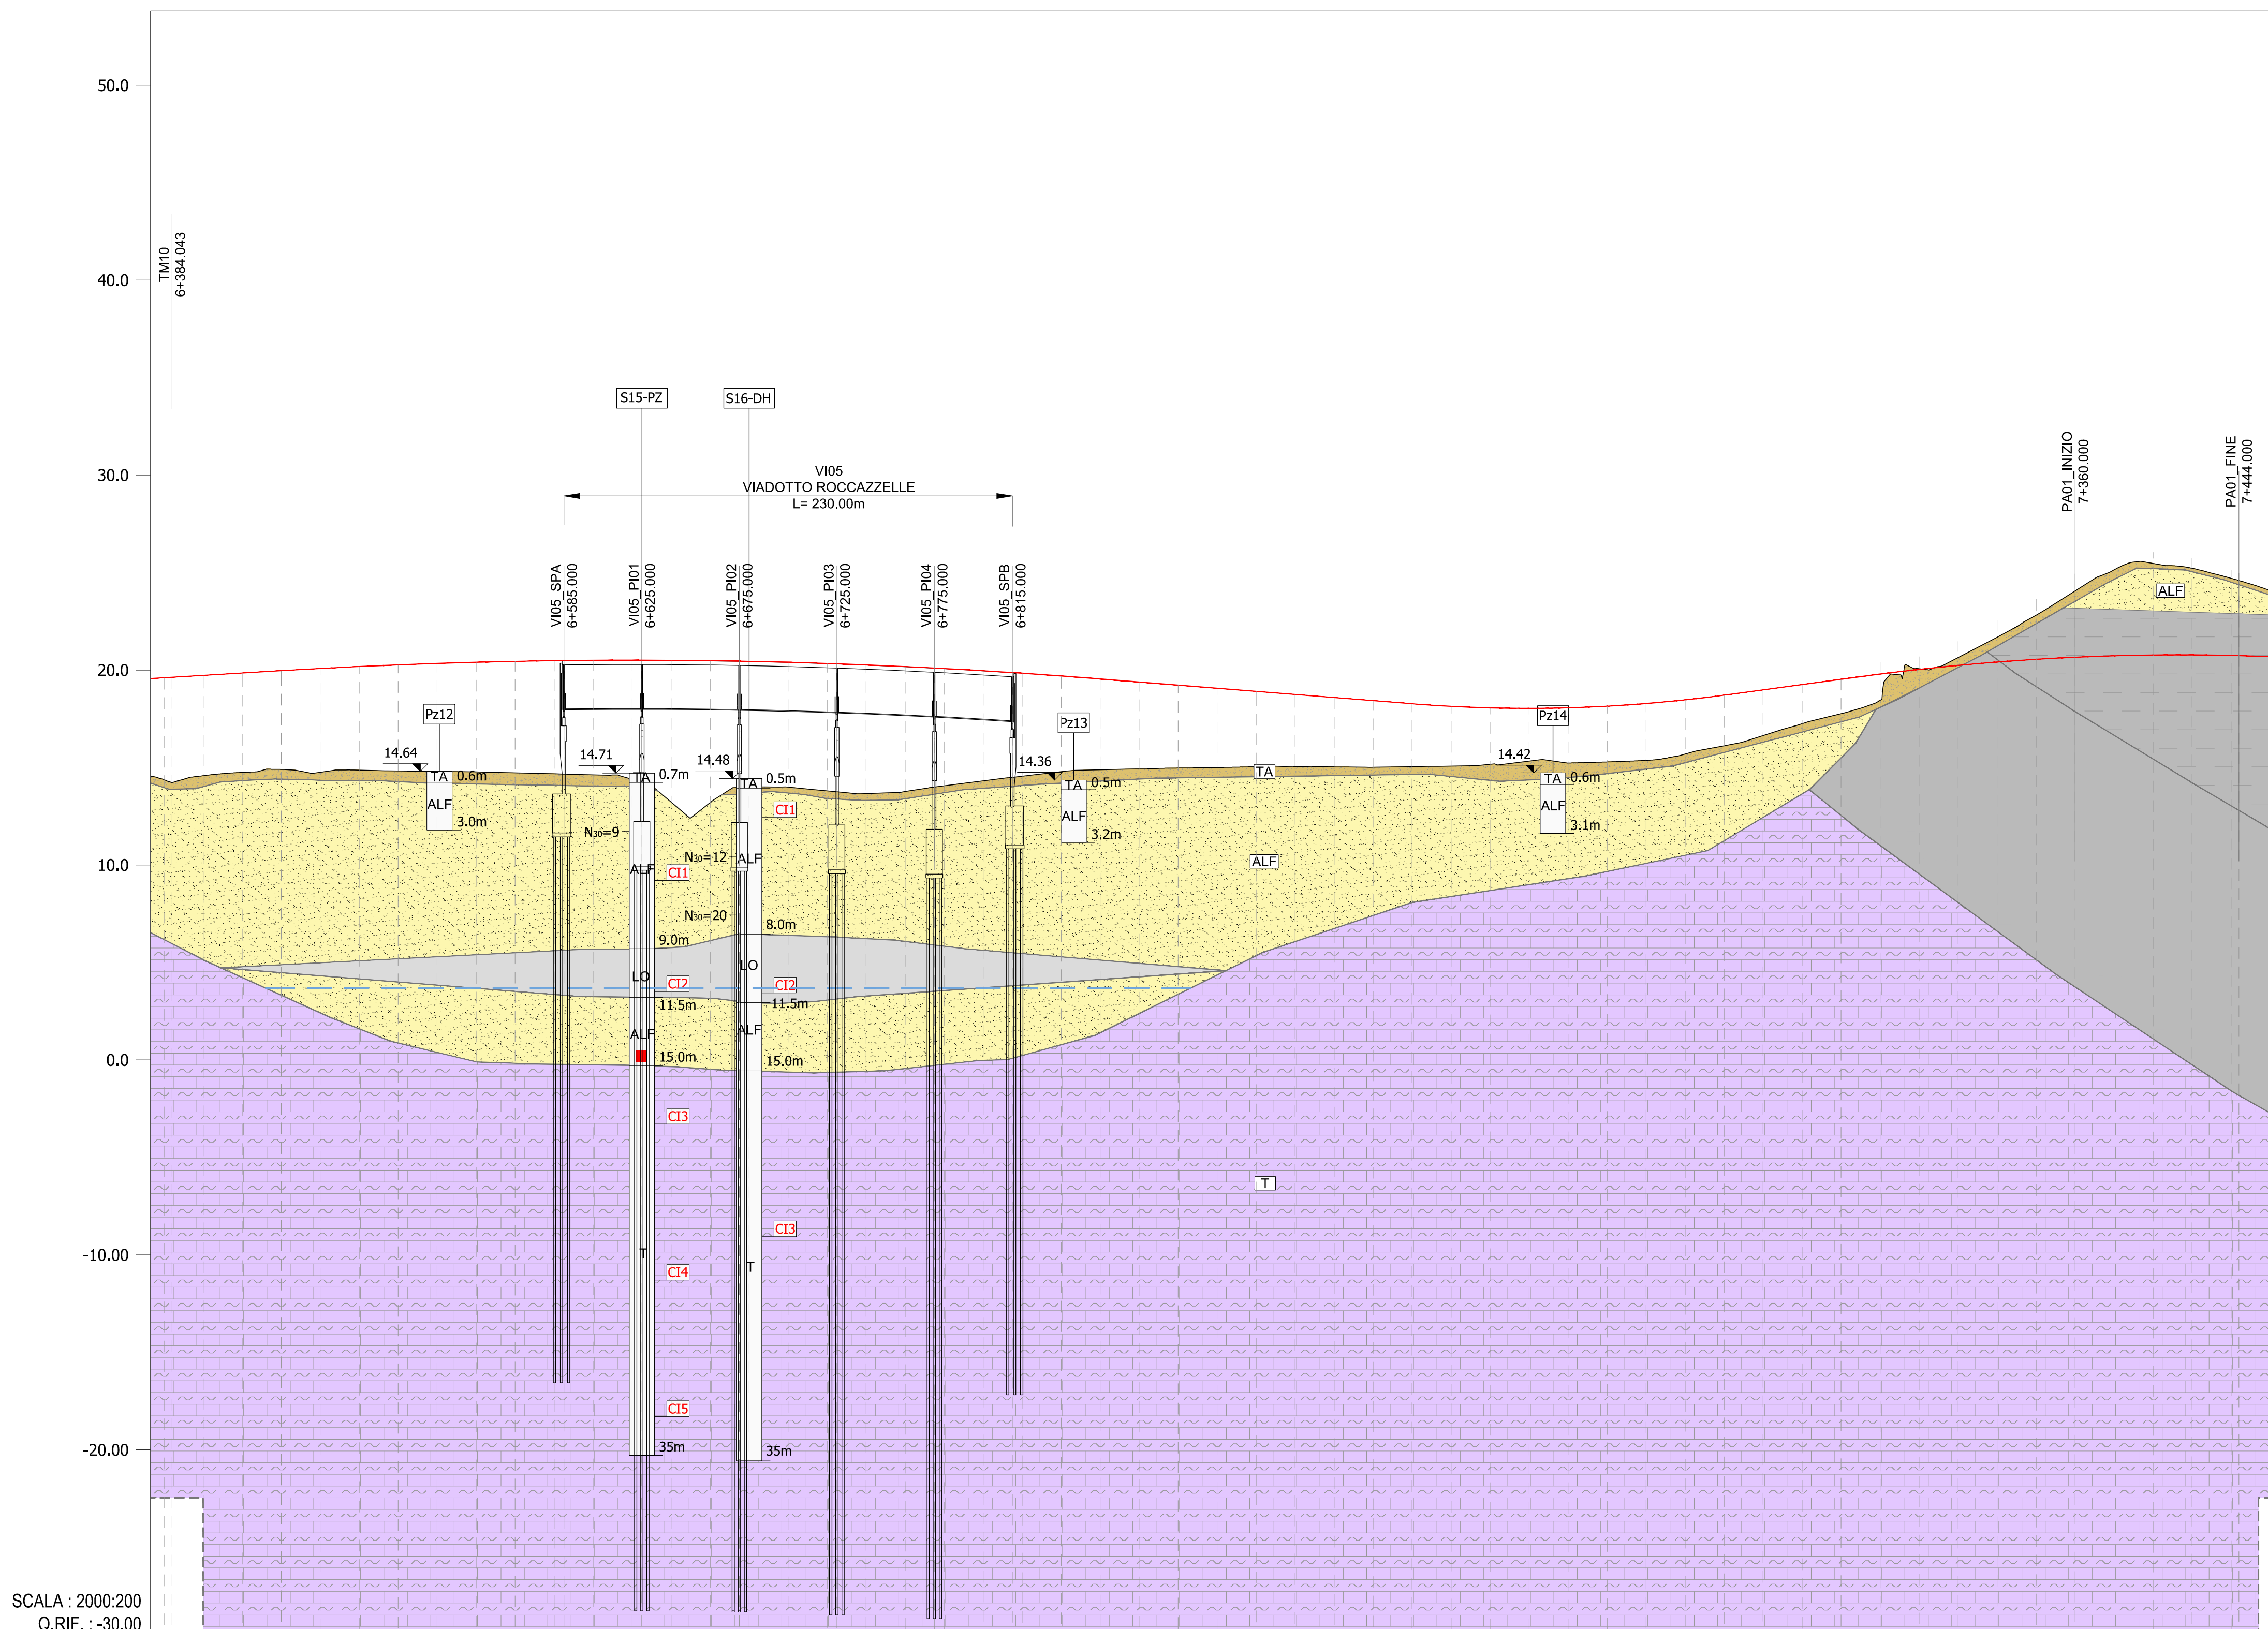 50.0
40.0
30.0
20.0
10.0
0.0
-10.00
-20.00
SCALA : 2000:200
Q.RIF. : -30.00
TM10
6+384.043
S15-PZ
S16-DH
VI05
VIADOTTO ROCCAZZELLE
L= 230.00m
VI05_SPA
6+585.000
VI05_PI01
6+625.000
VI05_PI02
6+675.000
VI05_PI03
6+725.000
VI05_PI04
6+775.000
VI05_SPB
6+815.000
PA01_INIZIO
7+360.000
PA01_FINE
7+444.000
Pz12
14.64
TA
0.6m
ALF
3.0m
14.71
TA
0.7m
N30=9
ALF
CI1
9.0m
LO
CI2
11.5m
ALF
15.0m
CI3
T
CI4
CI5
35m
14.48
TA
0.5m
CI1
N30=12
ALF
N30=20
8.0m
LO
CI2
11.5m
ALF
15.0m
CI3
T
35m
Pz13
14.36
TA
0.5m
ALF
3.2m
TA
ALF
T
Pz14
14.42
TA
0.6m
ALF
3.1m
ALF